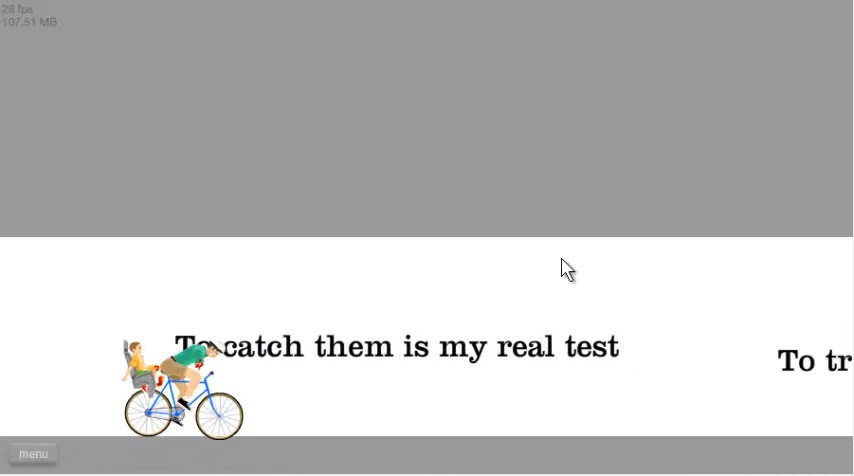 28 fps
107.51 MB
To catch them is my real test
To tr
menu